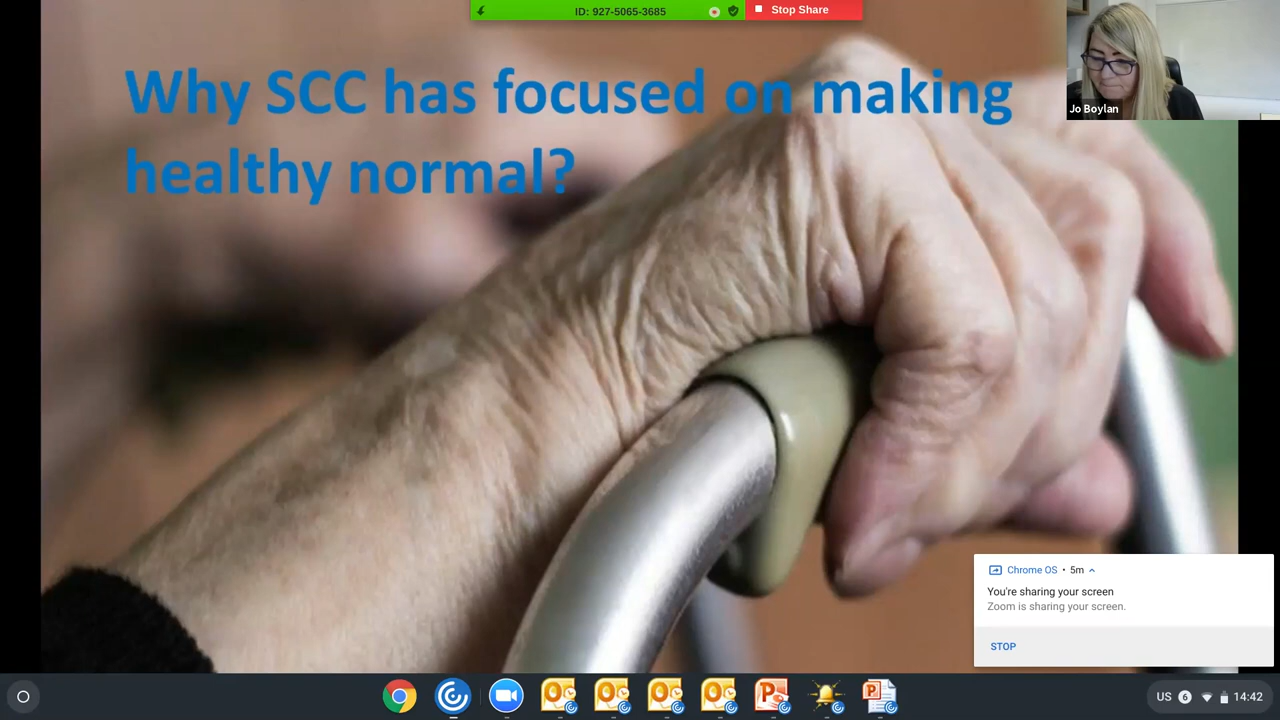 ID: 927-5065-3685
Stop Share
Why SCC has focused on making
healthy normal?
Jo Boylan
Chrome OS • 5m
You're sharing your screen
Zoom is sharing your screen.
STOP
US 6 14:42